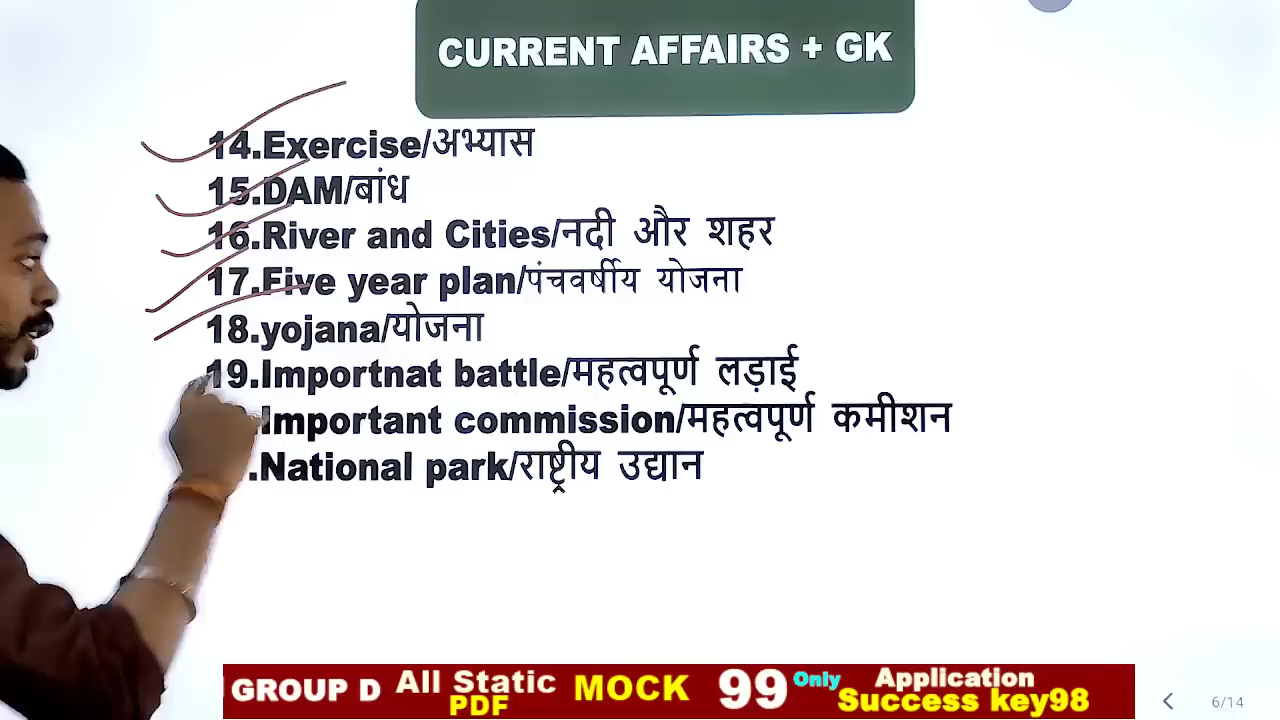 CURRENT AFFAIRS + GK
14.Exercise/अभ्यास
15.DAM/बांध
16.River and Cities/नदी और शहर
17.Five year plan/पंचवर्षीय योजना
18.yojana/योजना
19.Importnat battle/महत्वपूर्ण लड़ाई
.Important commission/महत्वपूर्ण कमीशन
.National park/राष्ट्रीय उद्यान
GROUP D All Static PDF MOCK 99 Only Application Success key98
6/14